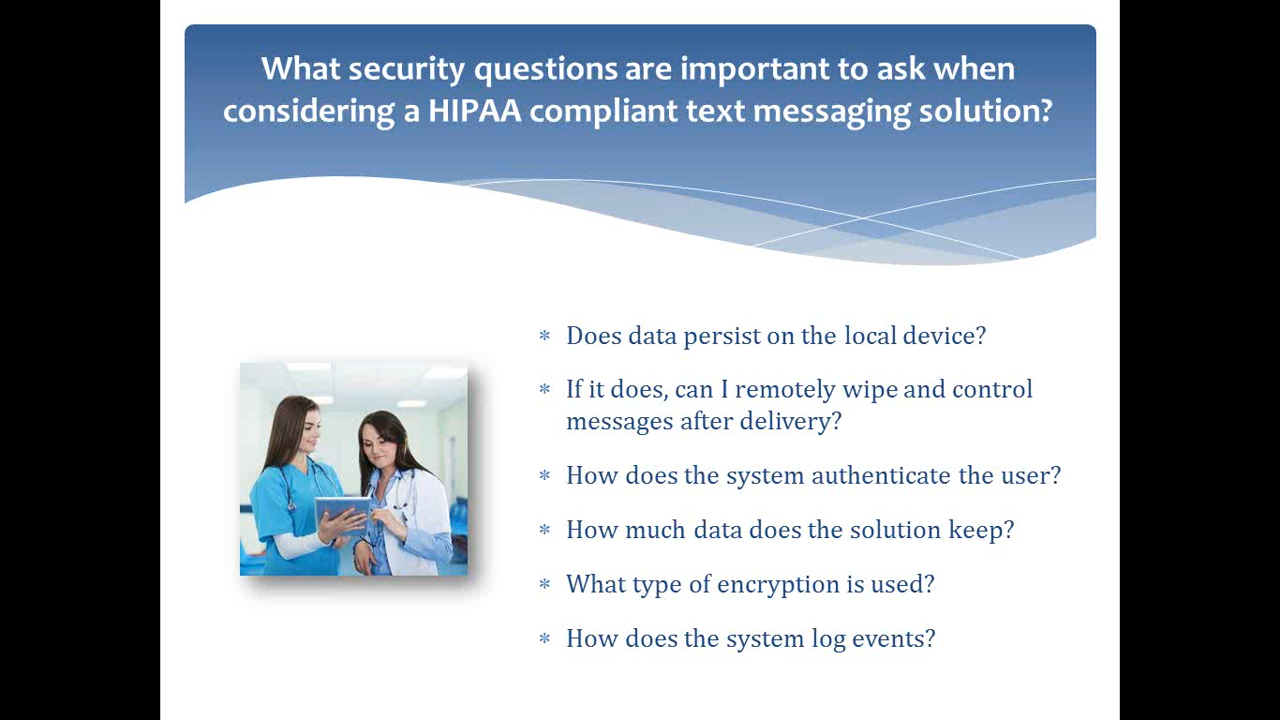 What security questions are important to ask when
considering a HIPAA compliant text messaging solution?
* Does data persist on the local device?
* If it does, can I remotely wipe and control
messages after delivery?
* How does the system authenticate the user?
* How much data does the solution keep?
* What type of encryption is used?
* How does the system log events?